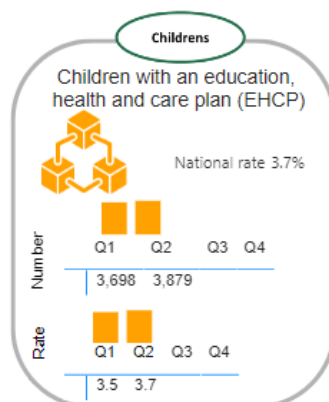 Childrens
Children with an education,
health and care plan (EHCP)
National rate 3.7%
Number
Q1 Q2 Q3 Q4
3,698 3,879
Rate
Q1 Q2 Q3 Q4
3.5 3.7